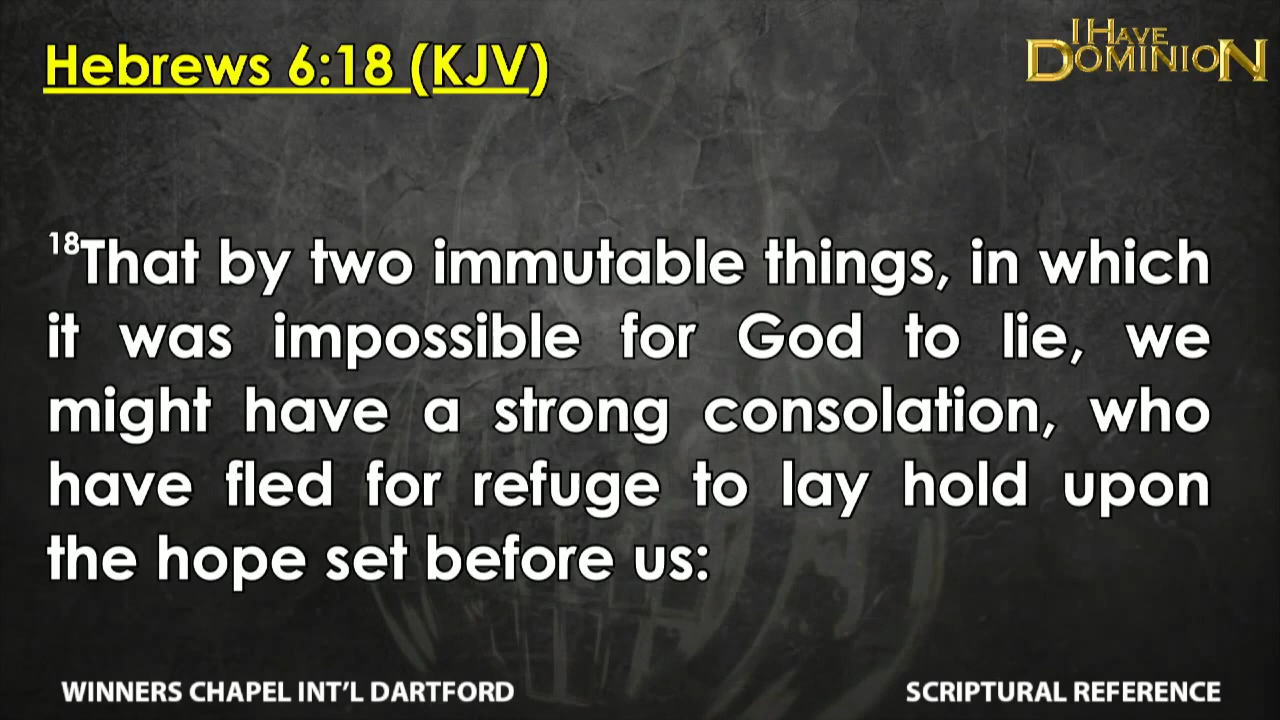 Hebrews 6:18 (KJV)
I HAVE
DOMINION
18That by two immutable things, in which
it was impossible for God to lie, we
might have a strong consolation, who
have fled for refuge to lay hold upon
the hope set before us:
WINNERS CHAPEL INT'L DARTFORD
SCRIPTURAL REFERENCE